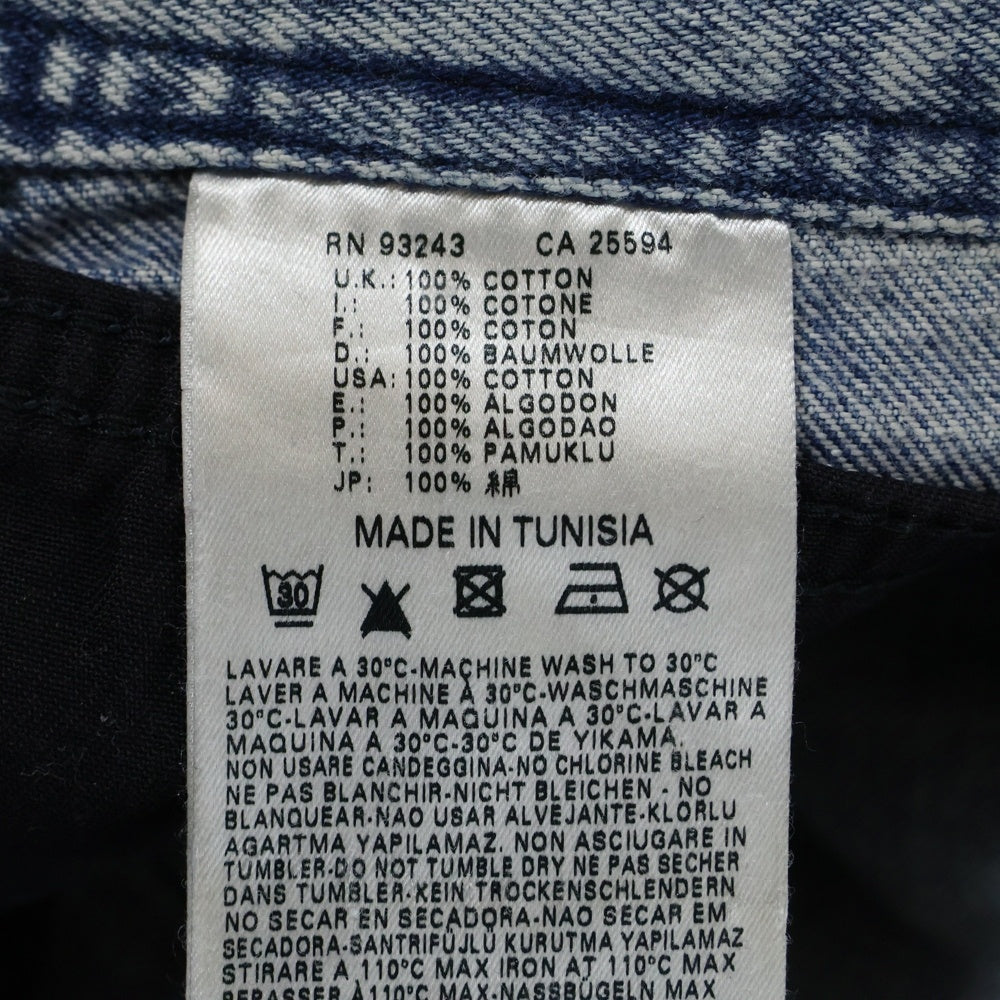 RN 93243 CA 25594
U.K.: 100% COTTON
I.: 100% COTONE
F.: 100% COTON
D.: 100% BAUMWOLLE
USA: 100% COTTON
E.: 100% ALGODON
P.: 100% ALGODAO
T.: 100% PAMUKLU
JP: 100% 綿
MADE IN TUNISIA
30
LAVARE A 30°C-MACHINE WASH TO 30°C
LAVER A MACHINE À 30°C-WASCHMASCHINE
30°C-LAVAR A MAQUINA A 30°C-LAVAR A
MAQUINA A 30°C-30°C DE YIKAMA.
NON USARE CANDEGGINA-NO CHLORINE BLEACH
NE PAS BLANCHIR-NICHT BLEICHEN - NO
BLANQUEAR-NAO USAR ALVEJANTE-KLORLU
AGARTMA YAPILAMAZ. NON ASCIUGARE IN
TUMBLER-DO NOT TUMBLE DRY NE PAS SECHER
DANS TUMBLER-KEIN TROCKENSCHLENDERN
NO SECAR EN SECADORA-NAO SECAR EM
SECADORA-SANTRIFÜJLÜ KURUTMA YAPILAMAZ
STIRARE A 110°C MAX IRON AT 110°C MAX
REPASSER À 110°C MAX-NASSBÜGELN MAX